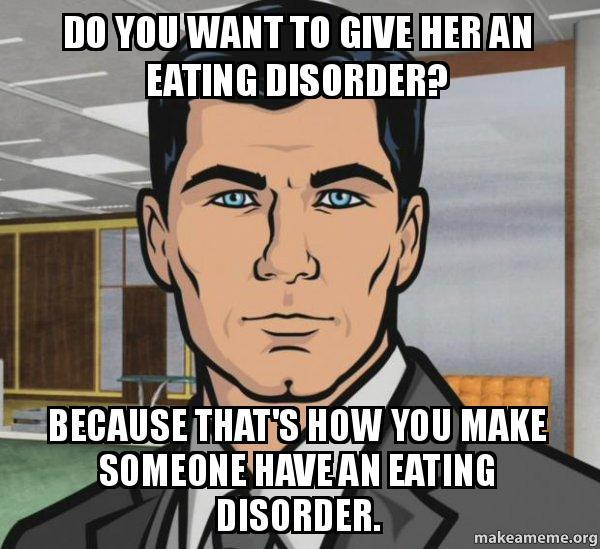 DO YOU WANT TO GIVE HER AN
EATING DISORDER?
BECAUSE THAT'S HOW YOU MAKE
SOMEONE HAVE AN EATING
DISORDER.
makeameme.org